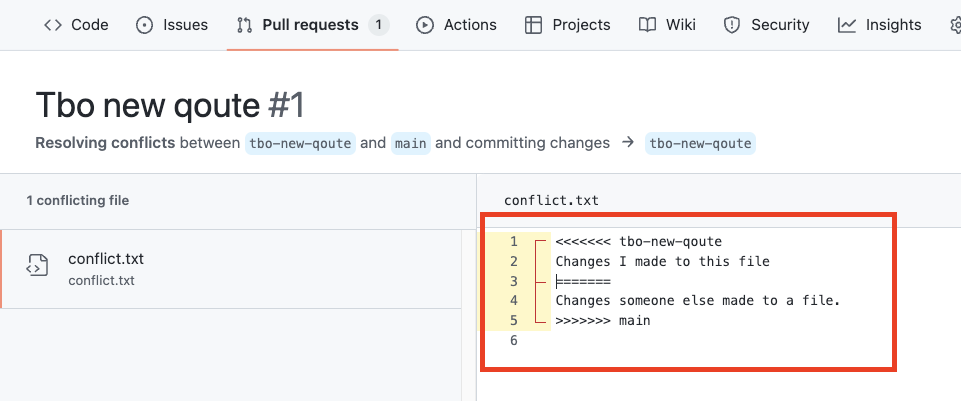 Code Issues Pull requests 1 Actions Projects Wiki Security Insights
Tbo new qoute #1
Resolving conflicts between tbo-new-qoute and main and committing changes → tbo-new-qoute
1 conflicting file
conflict.txt
conflict.txt
conflict.txt
1 <<<<<<< tbo-new-qoute
2 Changes I made to this file
3 =======
4 Changes someone else made to a file.
5 >>>>>>> main
6